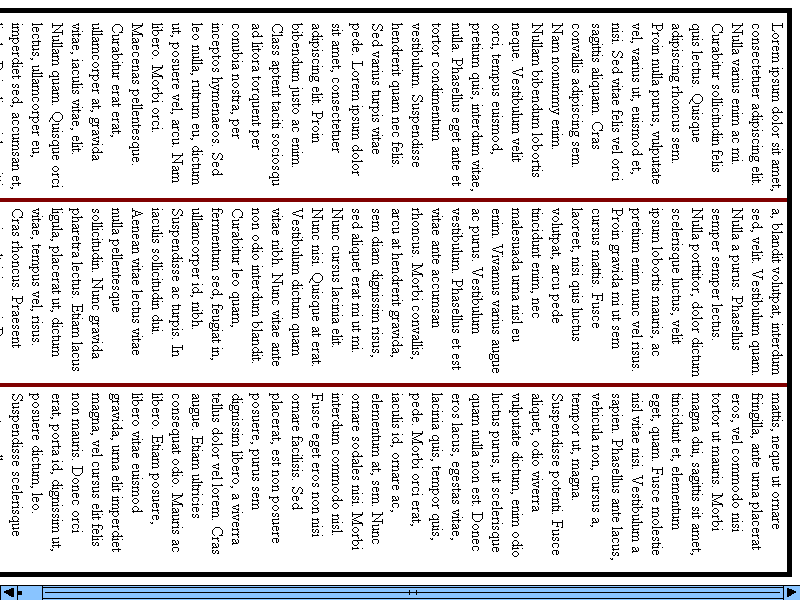 Lorem ipsum dolor sit amet,
consectetuer adipiscing elit.
Nulla varius enim ac mi.
Curabitur sollicitudin felis
quis lectus. Quisque
adipiscing rhoncus sem.
Proin nulla purus, vulputate
vel, varius ut, euismod et,
nisi. Sed vitae felis vel orci
sagittis aliquam. Cras
convallis adipiscing sem.
Nam nonummy enim.
Nullam bibendum lobortis
neque. Vestibulum velit
orci, tempus euismod,
pretium quis, interdum vitae,
nulla. Phasellus eget ante et
tortor condimentum
vestibulum. Suspendisse
hendrerit quam nec felis.
Sed varius turpis vitae
pede. Lorem ipsum dolor
sit amet, consectetuer
adipiscing elit. Proin
bibendum justo ac enim.
Class aptent taciti sociosqu
ad litora torquent per
conubia nostra, per
inceptos hymenaeos. Sed
leo nulla, rutrum eu, dictum
ut, posuere vel, arcu. Nam
libero. Morbi orci.
Maecenas pellentesque.
Curabitur erat erat,
ullamcorper at, gravida
vitae, iaculis vitae, elit.
Nullam quam. Quisque orci
lectus, ullamcorper eu,
imperdiet sed, accumsan et,
a, blandit volutpat, interdum
sed, velit. Vestibulum quam.
Nulla a purus. Phasellus
semper semper lectus.
Nulla porttitor, dolor dictum
scelerisque luctus, velit
ipsum lobortis mauris, ac
pretium enim nunc vel risus.
Proin gravida mi ut sem
cursus mattis. Fusce
laoreet, nisi quis luctus
volutpat, arcu pede
tincidunt enim, nec
malesuada urna nisl eu
enim. Vivamus varius augue
ac purus. Vestibulum
vestibulum. Phasellus et est
vitae ante accumsan
rhoncus. Morbi convallis,
arcu at hendrerit gravida,
sem diam dignissim risus,
sed aliquet erat mi ut mi.
Nunc cursus lacinia elit.
Nunc nisi. Quisque at erat.
Vestibulum dictum quam
vitae nibh. Nunc vitae ante
non odio interdum blandit.
Curabitur leo quam,
fermentum sed, feugiat in,
ullamcorper id, nibh.
Suspendisse ac turpis. In
iaculis sollicitudin dui.
Aenean vitae lectus vitae
nulla pellentesque
sollicitudin. Nunc gravida
pharetra lectus. Etiam lacus
ligula, placerat ut, dictum
vitae, tempus vel, risus.
Cras rhoncus. Praesent
mattis, neque ut ornare
fringilla, ante urna placerat
eros, vel commodo nisi
tortor ut mauris. Morbi
magna dui, sagittis sit amet,
tincidunt et, elementum
eget, quam. Fusce molestie
nisl vitae nisi. Vestibulum a
sapien. Phasellus ante lacus,
vehicula non, cursus a,
tempor ut, magna.
Suspendisse potenti. Fusce
aliquet, odio viverra
vulputate dictum, enim odio
luctus purus, ut scelerisque
quam nulla non est. Donec
eros lacus, egestas vitae,
lacinia quis, tempor quis,
pede. Morbi orci erat,
iaculis id, ornare ac,
elementum at, sem. Nunc
ornare sodales nisi. Morbi
interdum commodo nisl.
Fusce eget eros non nisi
ornare facilisis. Sed
placerat, est non posuere
posuere, purus sem
dignissim libero, a viverra
tellus dolor vel lorem. Cras
augue. Etiam ultricies
consequat odio. Mauris ac
libero. Etiam posuere,
libero vitae euismod
gravida, urna elit imperdiet
magna, vel cursus elit felis
non mauris. Donec orci
erat, porta id, dignissim ut,
posuere dictum, leo.
Suspendisse scelerisque